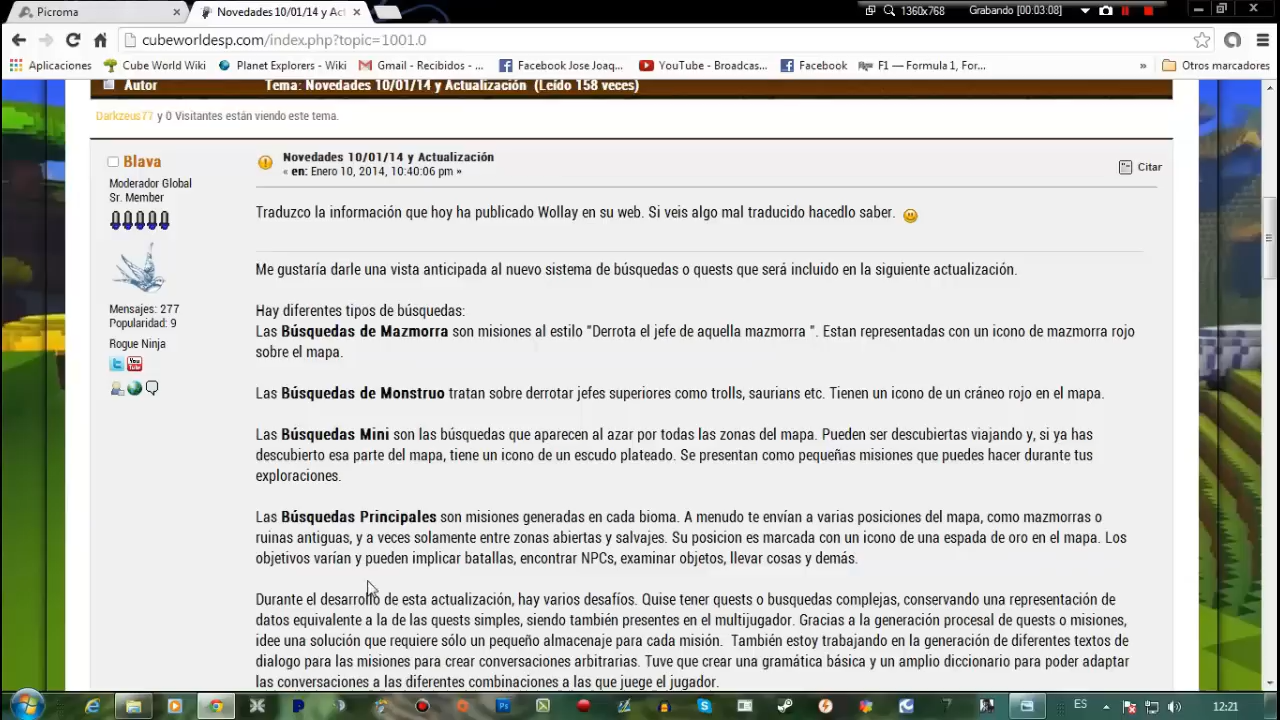 Picroma
Novedades 10/01/14 y Act
1360x768
Grabando [00:03:08]
cubeworldesp.com/index.php?topic=1001.0
Aplicaciones
Cube World Wiki
Planet Explorers - Wiki
Gmail - Recibidos - ...
Facebook Jose Joaq...
YouTube - Broadcas...
Facebook
F1 — Formula 1, For...
»
Otros marcadores
Autor
Tema: Novedades 10/01/14 y Actualización (Leído 158 veces)
Darkzeus77 y 0 Visitantes están viendo este tema.
Blava
Moderador Global
Sr. Member
Mensajes: 277
Popularidad: 9
Rogue Ninja
Novedades 10/01/14 y Actualización
« en: Enero 10, 2014, 10:40:06 pm »
Citar
Traduzco la información que hoy ha publicado Wollay en su web. Si veis algo mal traducido hacedlo saber.
Me gustaría darle una vista anticipada al nuevo sistema de búsquedas o quests que será incluido en la siguiente actualización.
Hay diferentes tipos de búsquedas:
Las Búsquedas de Mazmorra son misiones al estilo "Derrota el jefe de aquella mazmorra ". Estan representadas con un icono de mazmorra rojo
sobre el mapa.
Las Búsquedas de Monstruo tratan sobre derrotar jefes superiores como trolls, saurians etc. Tienen un icono de un cráneo rojo en el mapa.
Las Búsquedas Mini son las búsquedas que aparecen al azar por todas las zonas del mapa. Pueden ser descubiertas viajando y, si ya has
descubierto esa parte del mapa, tiene un icono de un escudo plateado. Se presentan como pequeñas misiones que puedes hacer durante tus
exploraciones.
Las Búsquedas Principales son misiones generadas en cada bioma. A menudo te envían a varias posiciones del mapa, como mazmorras o
ruinas antiguas, y a veces solamente entre zonas abiertas y salvajes. Su posicion es marcada con un icono de una espada de oro en el mapa. Los
objetivos varían y pueden implicar batallas, encontrar NPCs, examinar objetos, llevar cosas y demás.
Durante el desarrollo de esta actualización, hay varios desafíos. Quise tener quests o busquedas complejas, conservando una representación de
datos equivalente a la de las quests simples, siendo también presentes en el multijugador. Gracias a la generación procesal de quests o misiones,
idee una solución que requiere sólo un pequeño almacenaje para cada misión. También estoy trabajando en la generación de diferentes textos de
dialogo para las misiones para crear conversaciones arbitrarias. Tuve que crear una gramática básica y un amplio diccionario para poder adaptar
las conversaciones a las diferentes combinaciones a las que juege el jugador.
ES
12:21